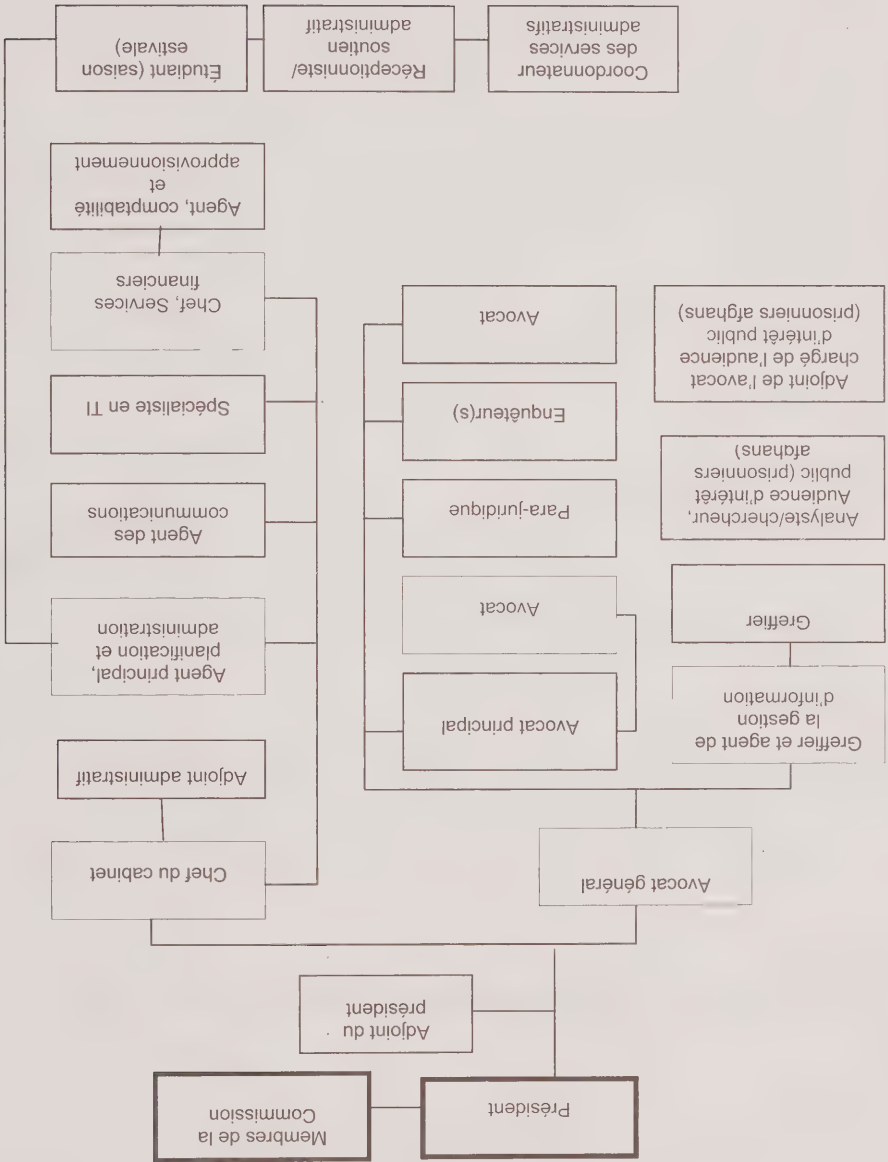 Président
Membres de la
Commission
Adjoint du
président
Avocat général
Chef du cabinet
Adjoint administratif
Greffier et agent de
la gestion
d'information
Greffier
Analyste/chercheur,
Audience d'intérêt
public (prisonniers
afghans)
Adjoint de l'avocat
chargé de l'audience
d'intérêt public
(prisonniers afghans)
Avocat principal
Avocat
Para-juridique
Enquêteur(s)
Avocat
Agent principal,
planification et
administration
Agent des
communications
Spécialiste en TI
Chef, Services
financiers
Agent, comptabilité
et
approvisionnement
Coordonnateur
des services
administratifs
Réceptionniste/
soutien
administratif
Étudiant (saison
estivale)